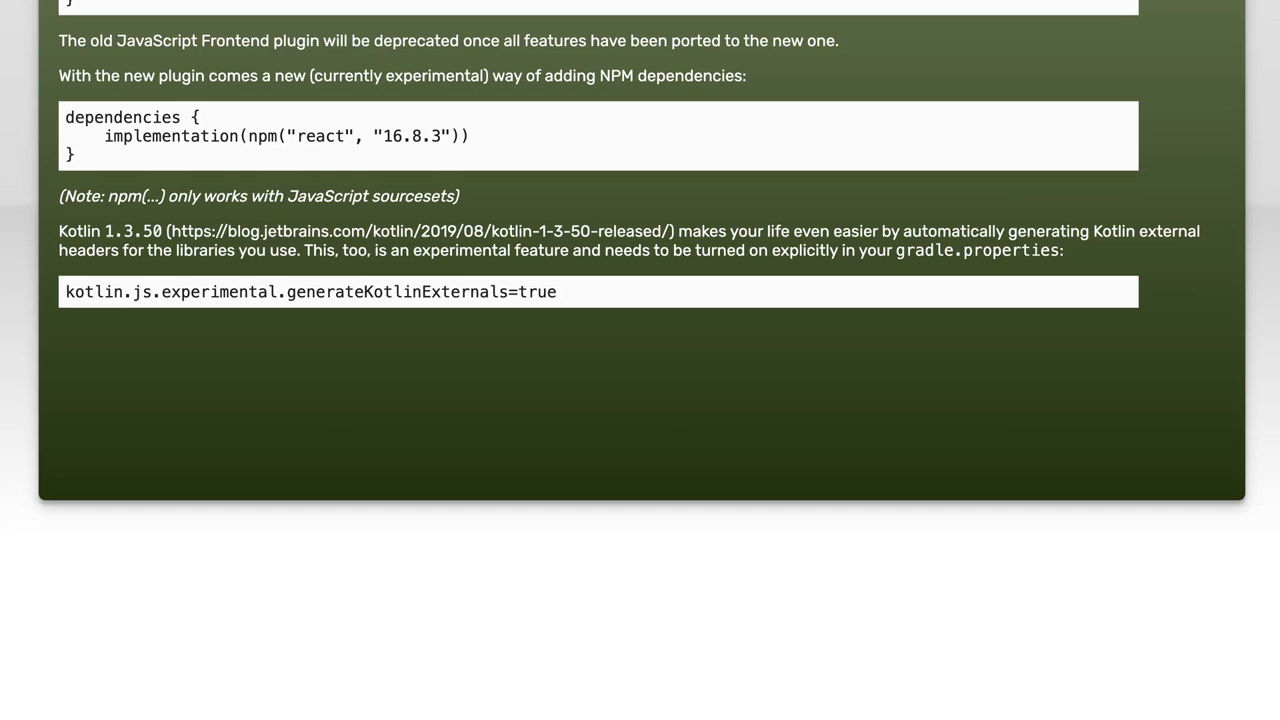 }
The old JavaScript Frontend plugin will be deprecated once all features have been ported to the new one.
With the new plugin comes a new (currently experimental) way of adding NPM dependencies:
dependencies {
    implementation(npm("react", "16.8.3"))
}
(Note: npm(...) only works with JavaScript sourcesets)
Kotlin 1.3.50 (https://blog.jetbrains.com/kotlin/2019/08/kotlin-1-3-50-released/) makes your life even easier by automatically generating Kotlin external
headers for the libraries you use. This, too, is an experimental feature and needs to be turned on explicitly in your gradle.properties:
kotlin.js.experimental.generateKotlinExternals=true